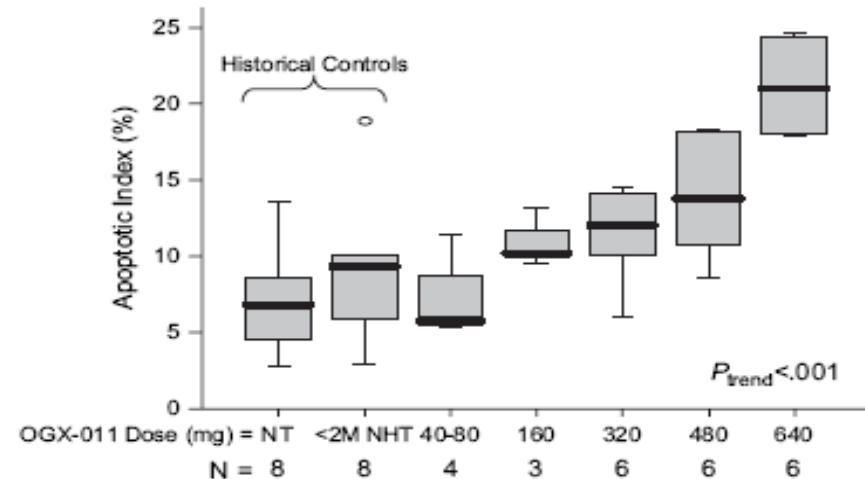 25
Historical Controls
20
15
10
5
0
Apoptotic Index (%)
Ptrend<.001
OGX-011 Dose (mg) = NT <2M NHT 40-80 160 320 480 640
N = 8 8 4 3 6 6 6